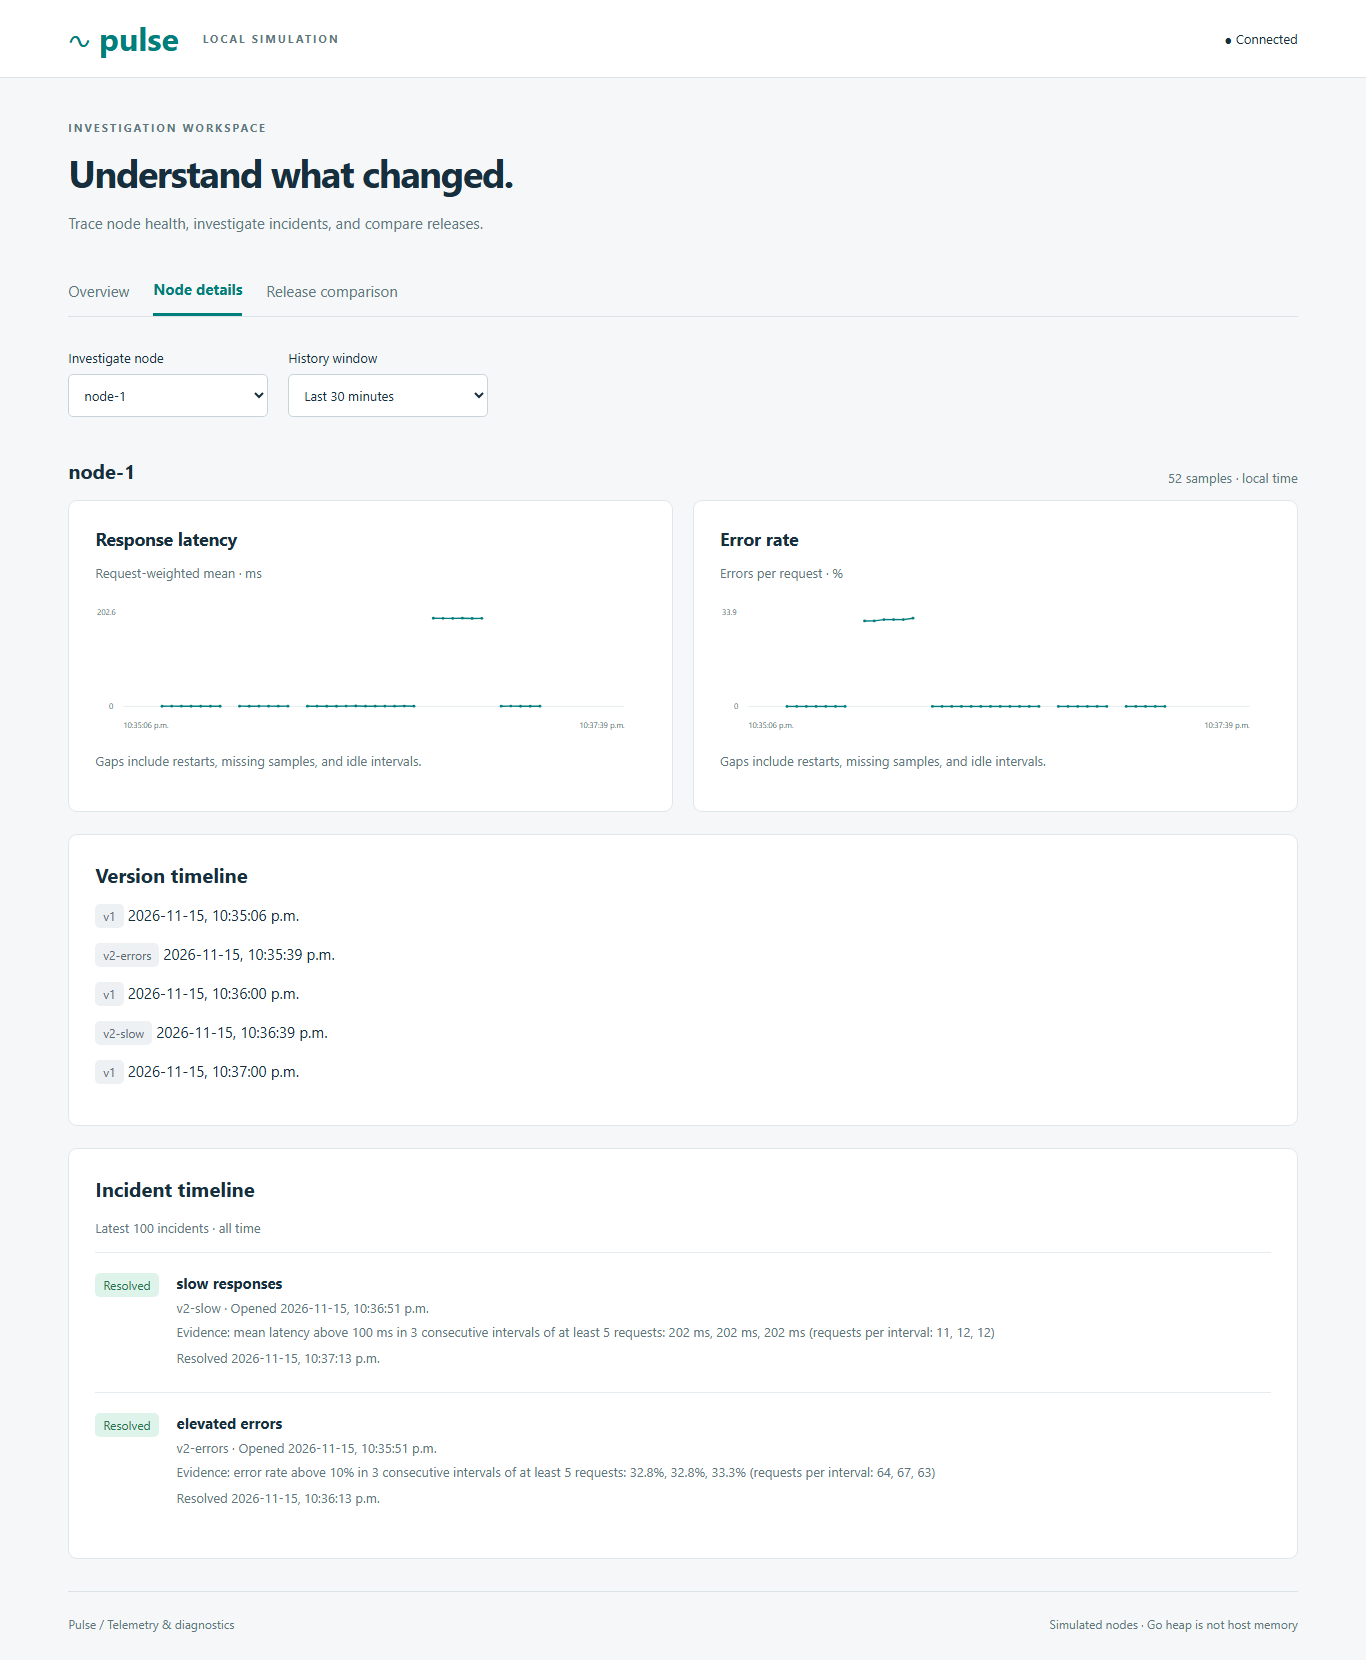 pulse
LOCAL SIMULATION
● Connected
INVESTIGATION WORKSPACE
Understand what changed.
Trace node health, investigate incidents, and compare releases.
Overview
Node details
Release comparison
Investigate node
History window
node-1
Last 30 minutes
node-1
52 samples · local time
Response latency
Request-weighted mean · ms
202.6
0
10:35:06 p.m.
10:37:39 p.m.
Gaps include restarts, missing samples, and idle intervals.
Error rate
Errors per request · %
33.9
0
10:35:06 p.m.
10:37:39 p.m.
Gaps include restarts, missing samples, and idle intervals.
Version timeline
v1 2026-11-15, 10:35:06 p.m.
v2-errors 2026-11-15, 10:35:39 p.m.
v1 2026-11-15, 10:36:00 p.m.
v2-slow 2026-11-15, 10:36:39 p.m.
v1 2026-11-15, 10:37:00 p.m.
Incident timeline
Latest 100 incidents · all time
Resolved
slow responses
v2-slow · Opened 2026-11-15, 10:36:51 p.m.
Evidence: mean latency above 100 ms in 3 consecutive intervals of at least 5 requests: 202 ms, 202 ms, 202 ms (requests per interval: 11, 12, 12)
Resolved 2026-11-15, 10:37:13 p.m.
Resolved
elevated errors
v2-errors · Opened 2026-11-15, 10:35:51 p.m.
Evidence: error rate above 10% in 3 consecutive intervals of at least 5 requests: 32.8%, 32.8%, 33.3% (requests per interval: 64, 67, 63)
Resolved 2026-11-15, 10:36:13 p.m.
Pulse / Telemetry & diagnostics
Simulated nodes · Go heap is not host memory